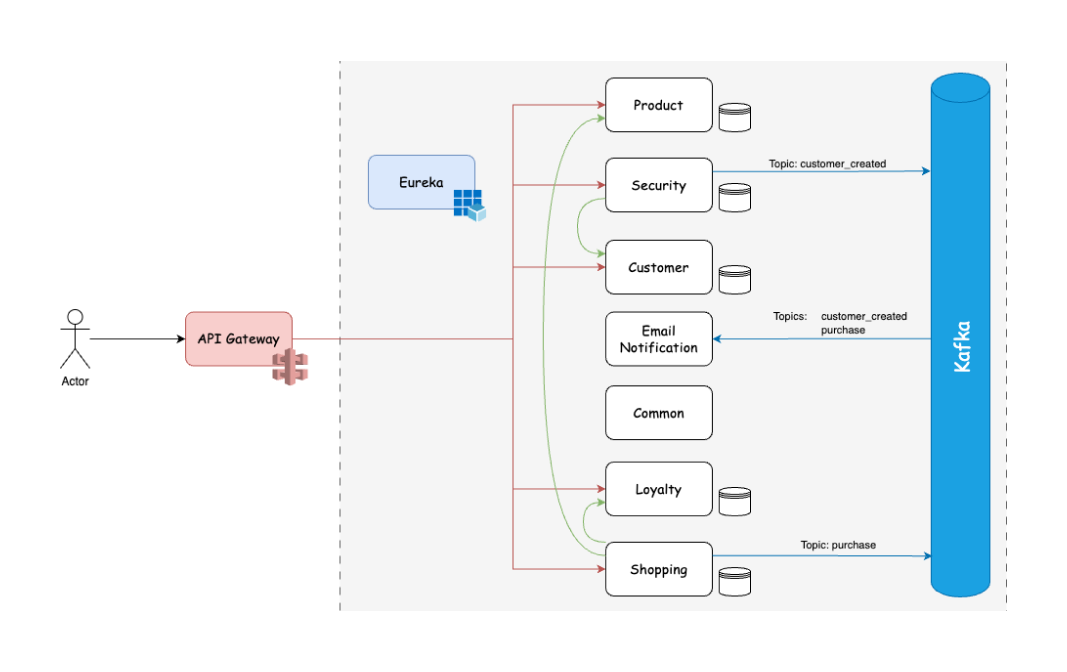 Product
Topic: customer_created
Eureka
Security
Customer
Topics: customer_created
purchase
API Gateway
Email
Notification
Kafka
Actor
Common
Loyalty
Topic: purchase
Shopping